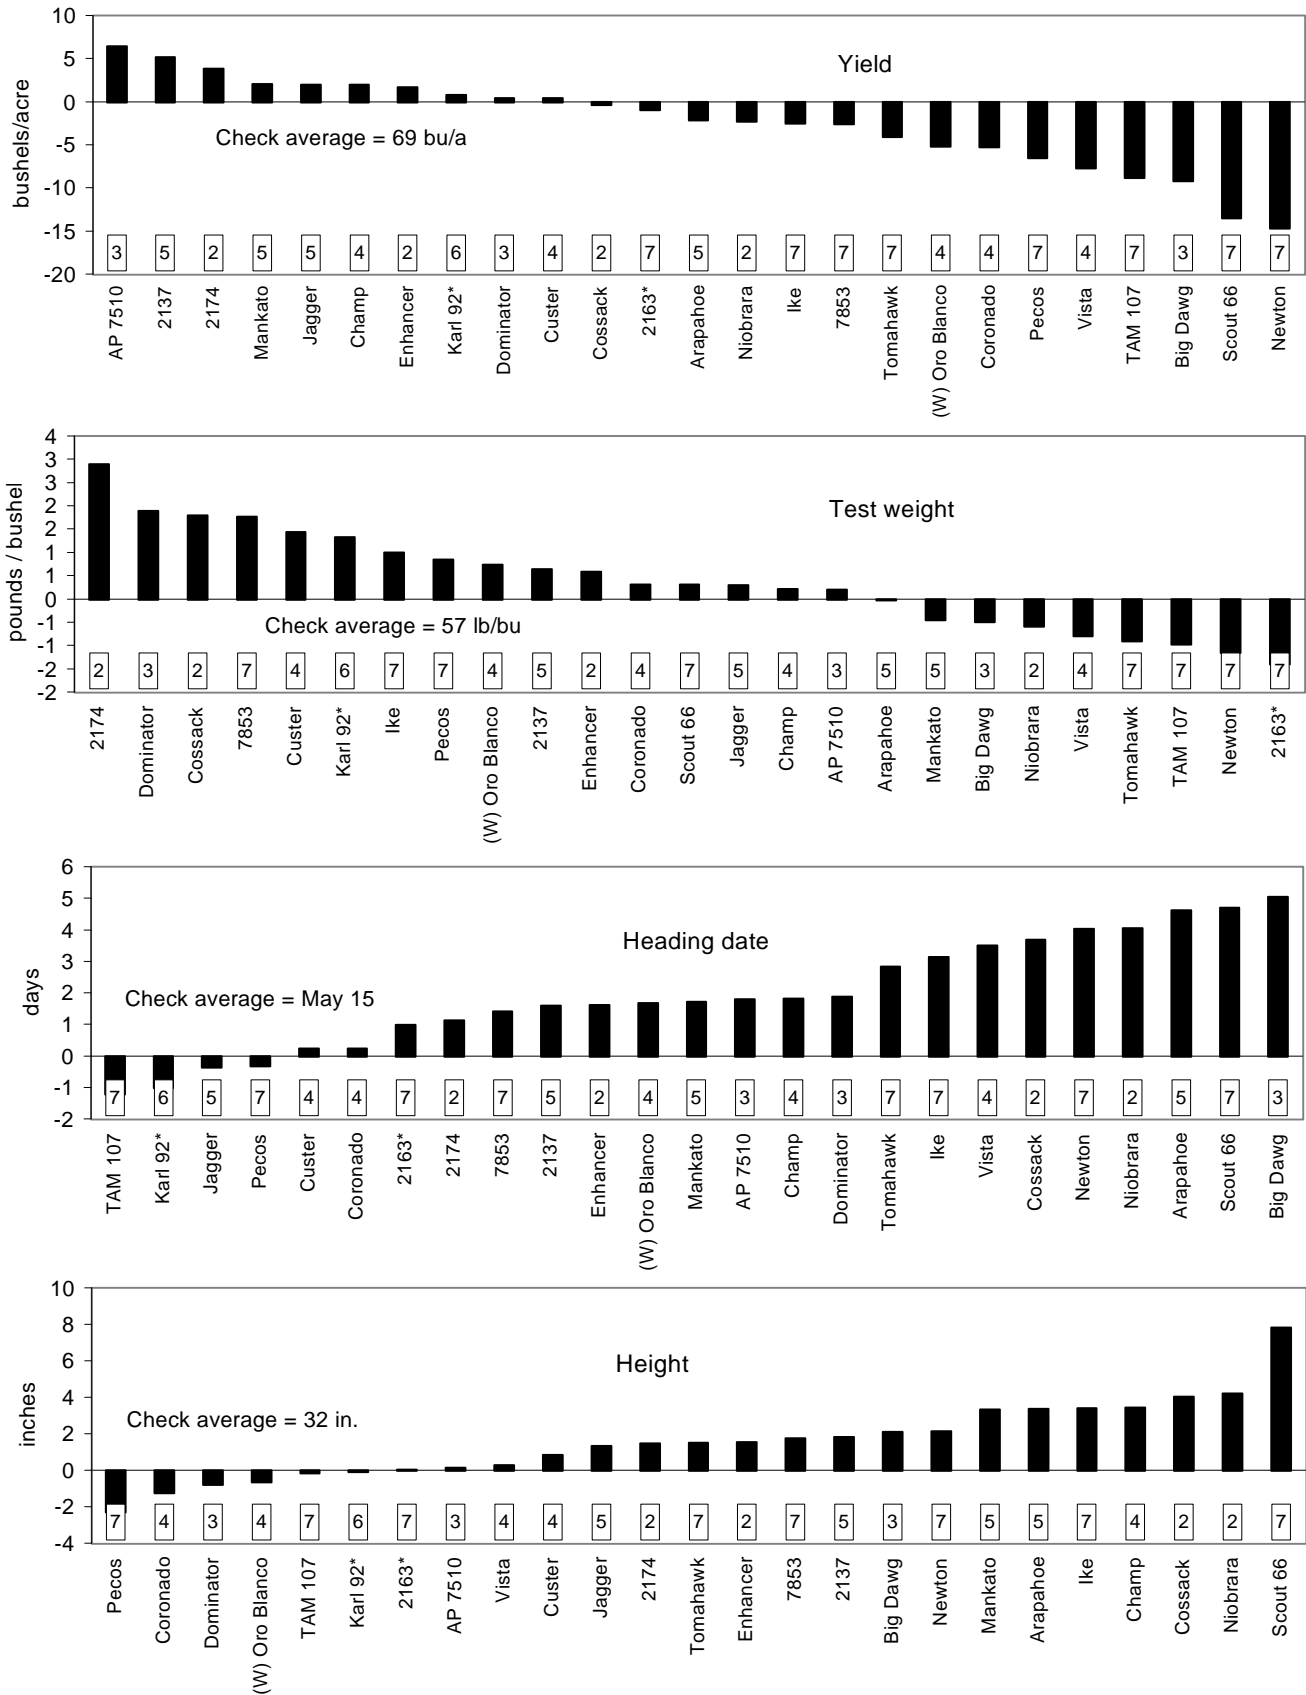 10
5
0
-5
-10
-15
-20
bushels/acre
Yield
Check average = 69 bu/a
3 5 2 5 5 4 2 6 3 4 2 7 5 2 7 7 7 4 4 7 4 7 3 7 7
AP 7510 2137 2174 Mankato Jagger Champ Enhancer Karl 92* Dominator Custer Cossack 2163* Arapahoe Niobrara Ike 7853 Tomahawk (W) Oro Blanco Coronado Pecos Vista TAM 107 Big Dawg Scout 66 Newton
4
3
3
2
2
1
1
0
-1
-1
-2
-2
pounds / bushel
Test weight
Check average = 57 lb/bu
2 3 2 7 4 6 7 7 4 5 2 4 7 5 4 3 5 5 3 2 4 7 7 7 7
2174 Dominator Cossack 7853 Custer Karl 92* Ike Pecos (W) Oro Blanco 2137 Enhancer Coronado Scout 66 Jagger Champ AP 7510 Arapahoe Mankato Big Dawg Niobrara Vista Tomahawk TAM 107 Newton 2163*
6
5
4
3
2
1
0
-1
-2
days
Heading date
Check average = May 15
7 6 5 7 4 4 7 2 7 5 2 4 5 3 4 3 7 7 4 2 7 2 5 7 3
TAM 107 Karl 92* Jagger Pecos Custer Coronado 2163* 2174 7853 2137 Enhancer (W) Oro Blanco Mankato AP 7510 Champ Dominator Tomahawk Ike Vista Cossack Newton Niobrara Arapahoe Scout 66 Big Dawg
10
8
6
4
2
0
-2
-4
inches
Height
Check average = 32 in.
7 4 3 4 7 6 7 3 4 4 5 2 7 2 7 5 3 7 5 5 7 4 2 2 7
Pecos Coronado Dominator (W) Oro Blanco TAM 107 Karl 92* 2163* AP 7510 Vista Custer Jagger 2174 Tomahawk Enhancer 7853 2137 Big Dawg Newton Mankato Arapahoe Ike Champ Cossack Niobrara Scout 66